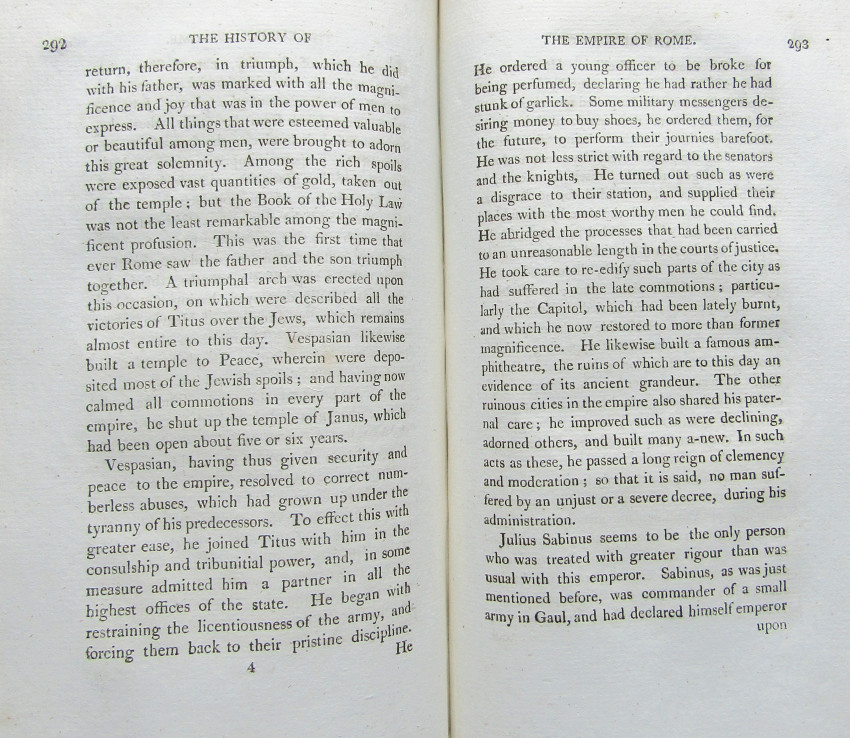 292
THE HISTORY OF
return, therefore, in triumph, which he did
with his father, was marked with all the magni-
ficence and joy that was in the power of men to
express. All things that were esteemed valuable
or beautiful among men, were brought to adorn
this great solemnity. Among the rich spoils
were exposed vast quantities of gold, taken out
of the temple; but the Book of the Holy Law
was not the least remarkable among the magni-
ficent profusion. This was the first time that
ever Rome saw the father and the son triumph
together. A triumphal arch was erected upon
this occasion, on which were described all the
victories of Titus over the Jews, which remains
almost entire to this day. Vespasian likewise
built a temple to Peace, wherein were depo-
sited most of the Jewish spoils; and having now
calmed all commotions in every part of the
empire, he shut up the temple of Janus, which
had been open about five or six years.
Vespasian, having thus given security and
peace to the empire, resolved to correct num-
berless abuses, which had grown up under the
tyranny of his predecessors. To effect this with
greater ease, he joined Titus with him in the
consulship and tribunitial power, and, in some
measure admitted him a partner in all the
highest offices of the state. He began with
restraining the licentiousness of the army, and
forcing them back to their pristine discipline.
He
4
THE EMPIRE OF ROME.
293
He ordered a young officer to be broke for
being perfumed, declaring he had rather he had
stunk of garlick. Some military messengers de-
siring money to buy shoes, he ordered them, for
the future, to perform their journies barefoot.
He was not less strict with regard to the senators
and the knights, He turned out such as were
a disgrace to their station, and supplied their
places with the most worthy men he could find.
He abridged the processes that had been carried
to an unreasonable length in the courts of justice.
He took care to re-edify such parts of the city as
had suffered in the late commotions; particu-
larly the Capitol, which had been lately burnt,
and which he now restored to more than former
magnificence. He likewise built a famous am-
phitheatre, the ruins of which are to this day an
evidence of its ancient grandeur. The other
ruinous cities in the empire also shared his pater-
nal care; he improved such as were declining,
adorned others, and built many a-new. In such
acts as these, he passed a long reign of clemency
and moderation; so that it is said, no man suf-
fered by an unjust or a severe decree, during his
administration.
Julius Sabinus seems to be the only person
who was treated with greater rigour than was
usual with this emperor. Sabinus, as was just
mentioned before, was commander of a small
army in Gaul, and had declared himself emperor
upon